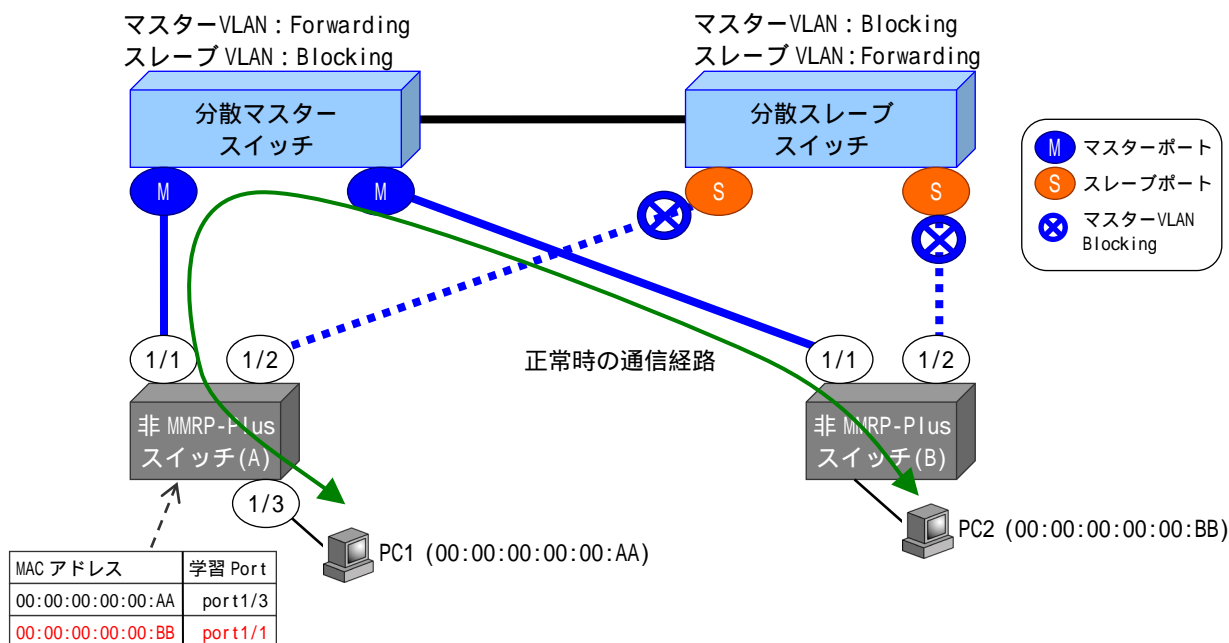 マスターVLAN：Forwarding
スレーブ VLAN：Blocking
マスターVLAN：Blocking
スレーブ VLAN：Forwarding
分散マスター
スイッチ
分散スレーブ
スイッチ
M
M
S
S
M マスターポート
S スレーブポート
マスターVLAN
Blocking
1/1
1/2
正常時の通信経路
1/1
1/2
非 MMRP-Plus
スイッチ(A)
非 MMRP-Plus
スイッチ(B)
1/3
PC1 (00:00:00:00:00:AA)
PC2 (00:00:00:00:00:BB)
MAC アドレス 学習 Port
00:00:00:00:00:AA port1/3
00:00:00:00:00:BB port1/1